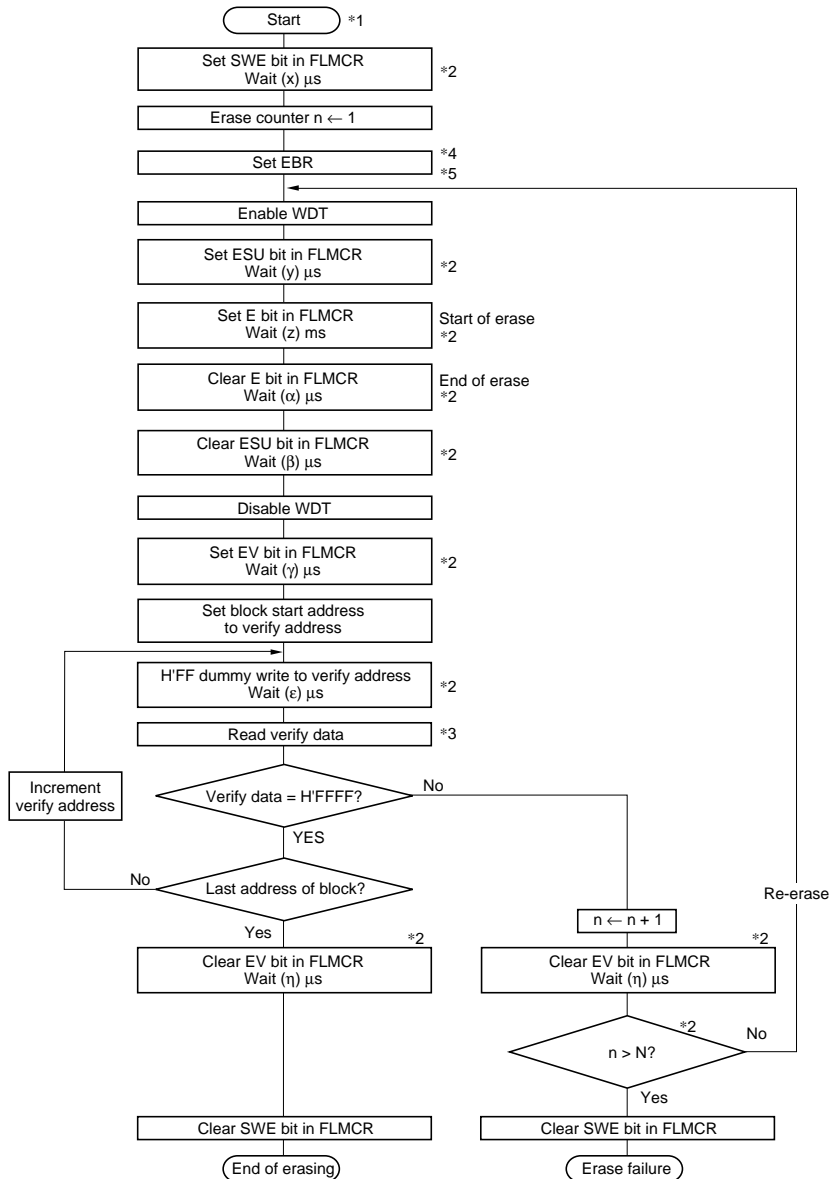 Start *1
Set SWE bit in FLMCR
Wait (x) μs
*2
Erase counter n ← 1
Set EBR
*4
*5
Enable WDT
Set ESU bit in FLMCR
Wait (y) μs
*2
Set E bit in FLMCR
Wait (z) ms
Start of erase
*2
Clear E bit in FLMCR
Wait (α) μs
End of erase
*2
Clear ESU bit in FLMCR
Wait (β) μs
*2
Disable WDT
Set EV bit in FLMCR
Wait (γ) μs
*2
Set block start address
to verify address
H'FF dummy write to verify address
Wait (ε) μs
*2
Read verify data *3
Increment
verify address
Verify data = H'FFFF?
No
YES
Last address of block?
No
Yes
Re-erase
n ← n + 1
*2
Clear EV bit in FLMCR
Wait (η) μs
*2
Clear EV bit in FLMCR
Wait (η) μs
*2
n > N?
No
Yes
Clear SWE bit in FLMCR
Clear SWE bit in FLMCR
End of erasing
Erase failure